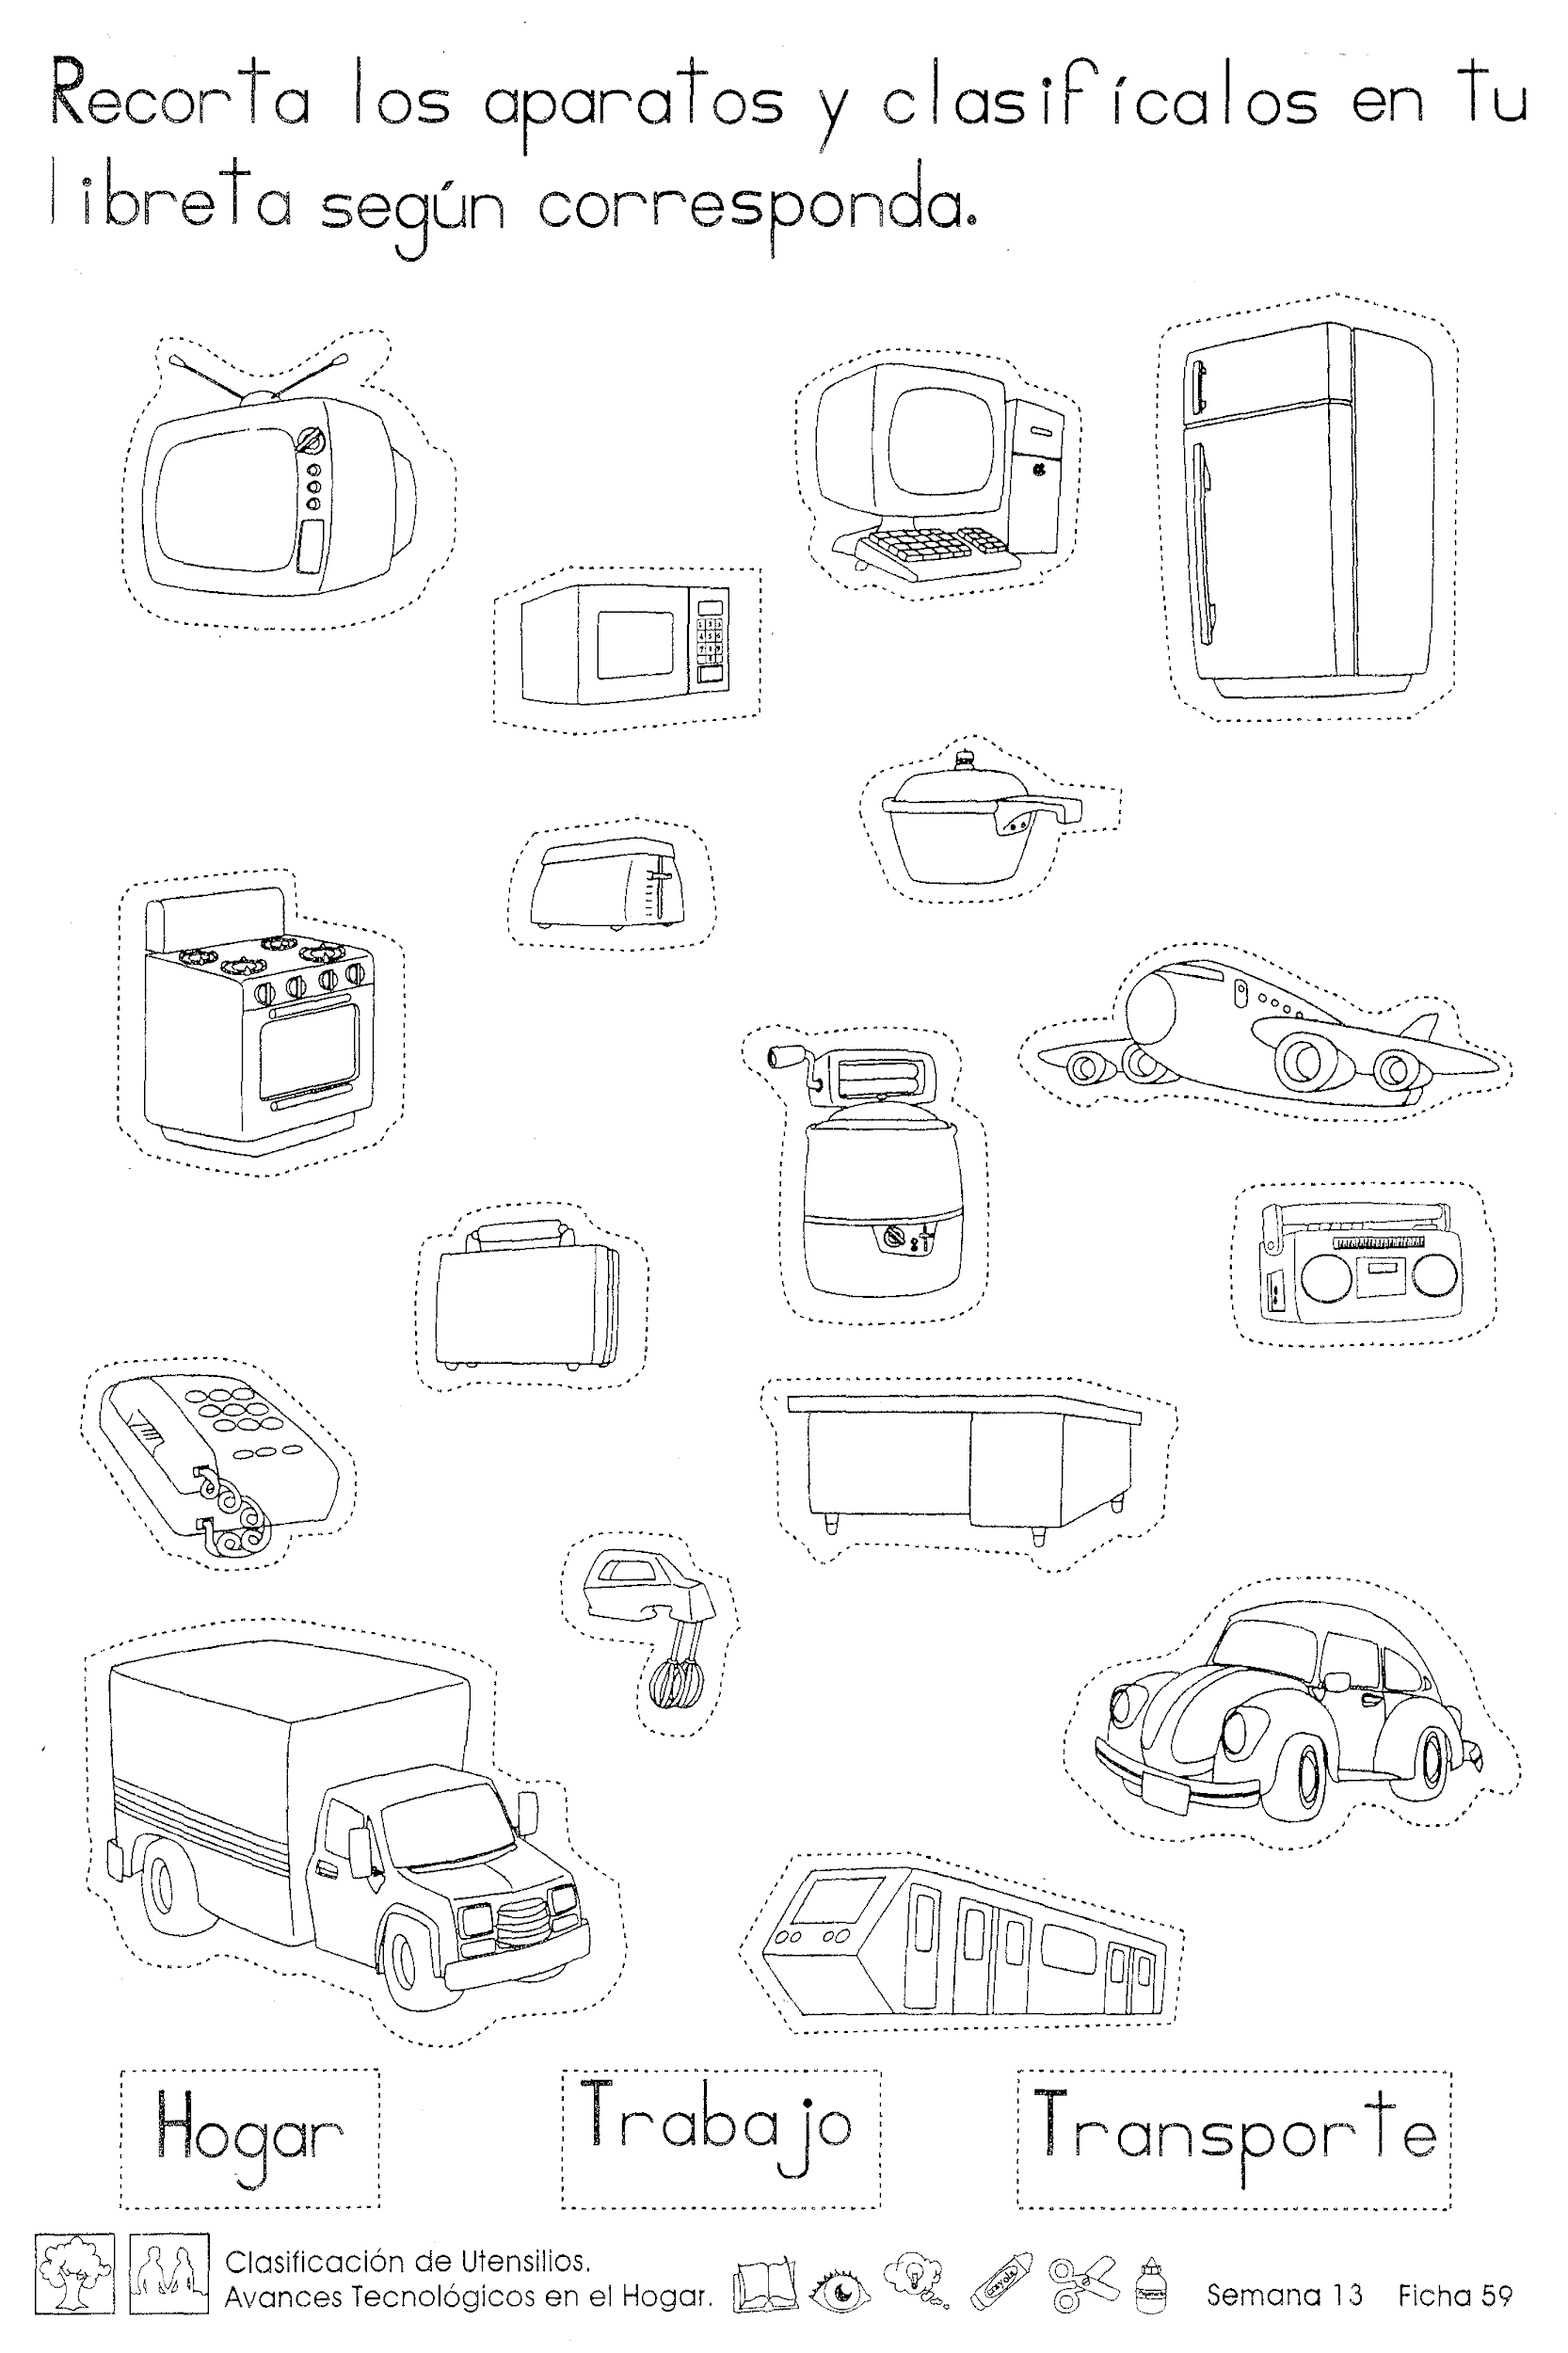 Recorta los aparatos y clasifícalos en tu
libreta según corresponda.
Hogar
Trabajo
Transporte
Clasificación de Utensilios.
Avances Tecnológicos en el Hogar.
crayola
Semana 13 Ficha 59